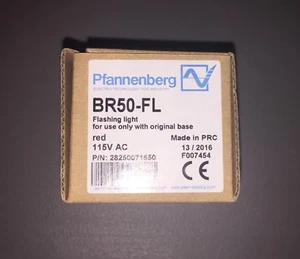 Pfannenberg
ELECTRO-TECHNOLOGY FOR INDUSTRY
BR50-FL
Flashing light
for use only with original base
red
Made in PRC
115V AC
13 / 2016
P/N: 28250071650
F007454
www.pfannenberg.com
CE